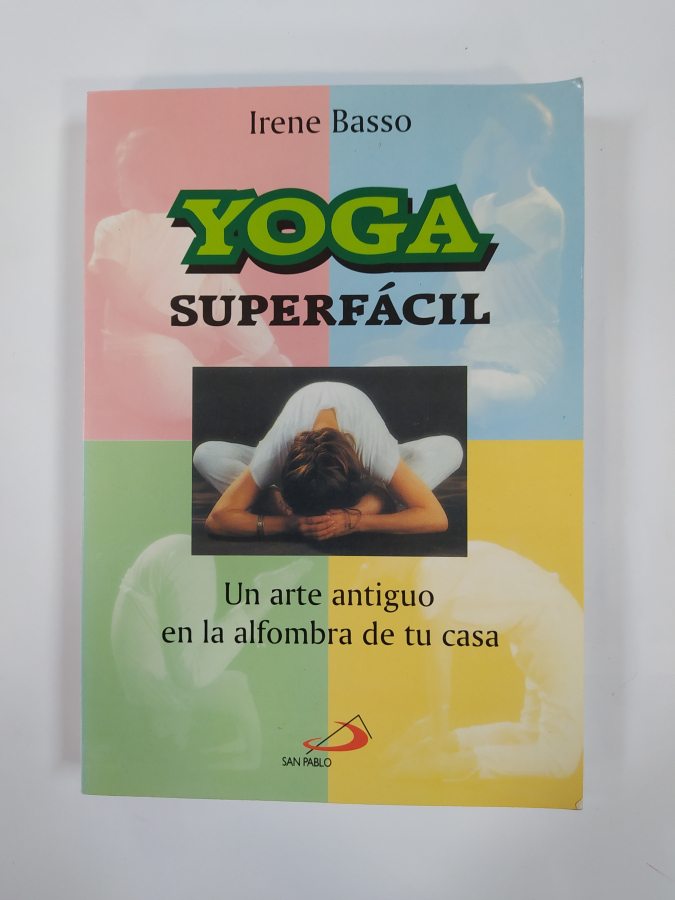 Irene Basso
YOGA
SUPERFÁCIL
Un arte antiguo
en la alfombra de tu casa
SAN PABLO